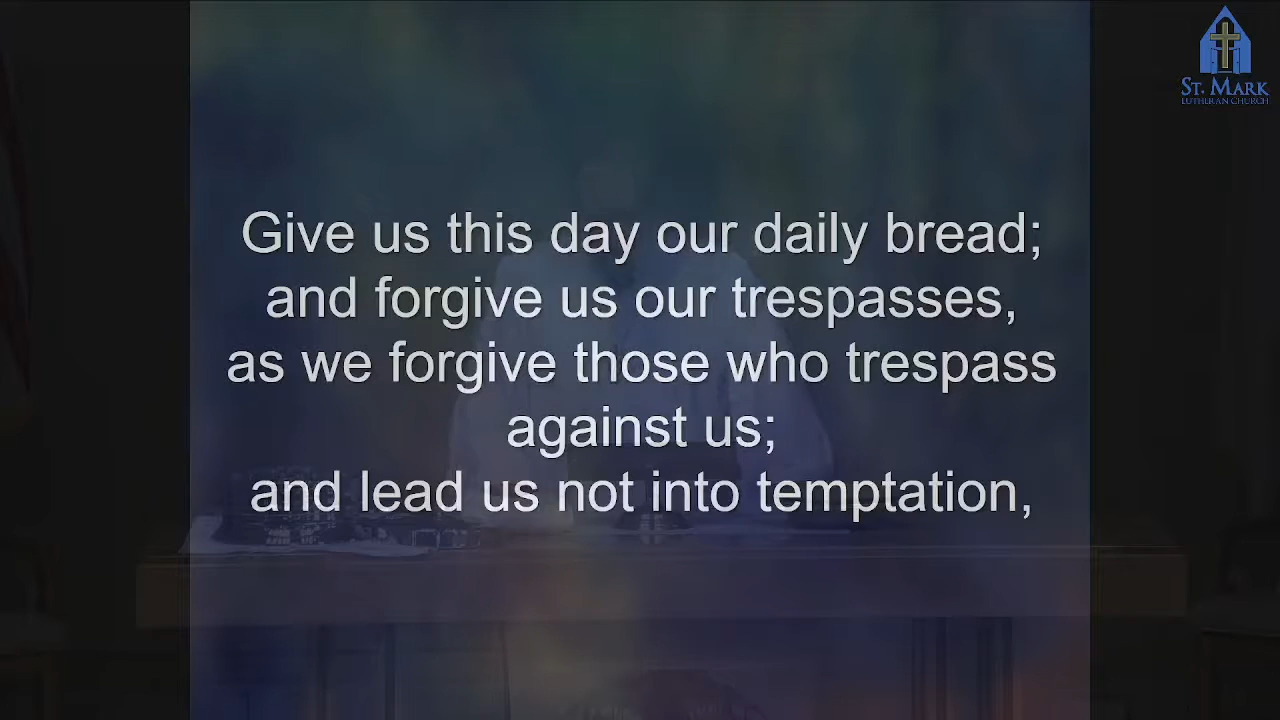 St. Mark
Lutheran Church
Give us this day our daily bread;
and forgive us our trespasses,
as we forgive those who trespass
against us;
and lead us not into temptation,